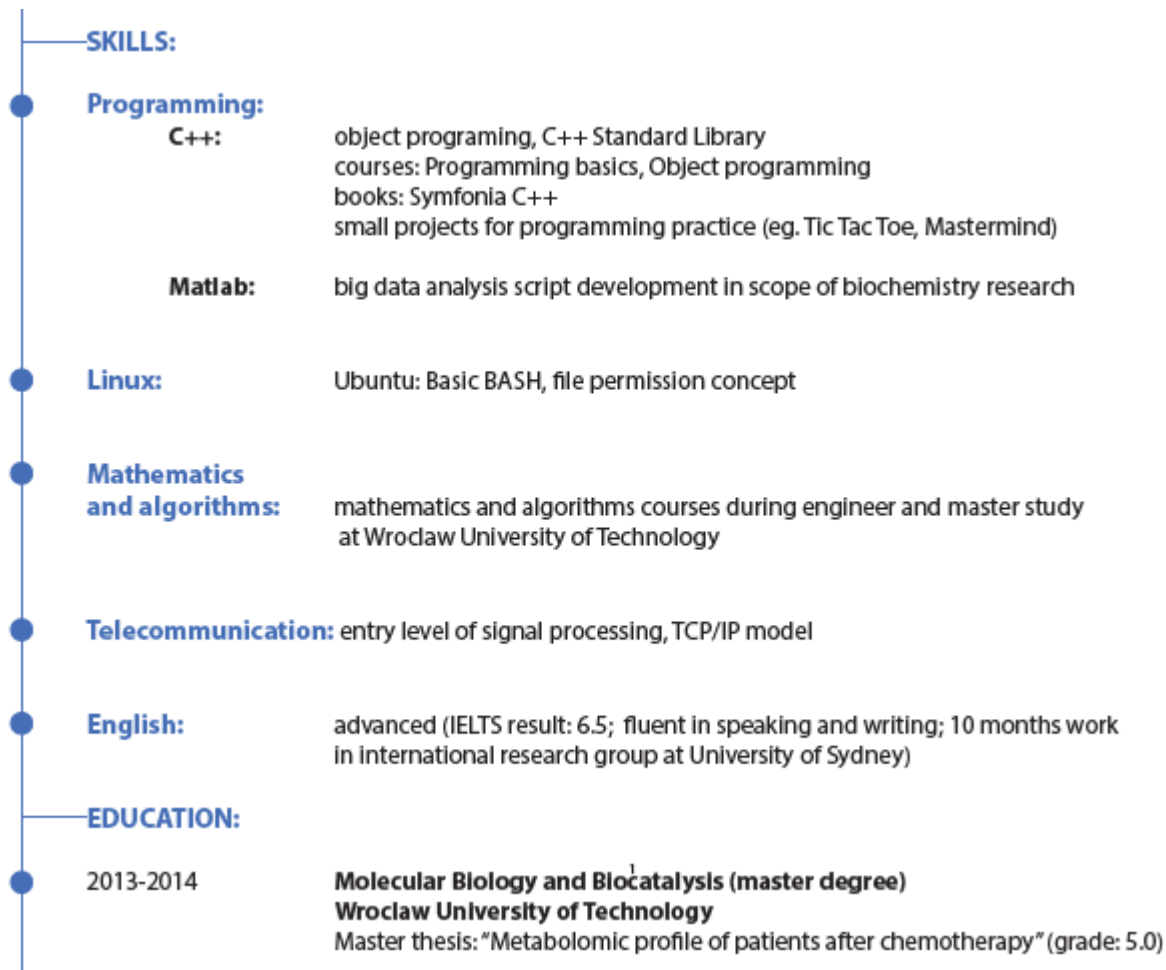 SKILLS:
Programming:
C++: object programing, C++ Standard Library
courses: Programming basics, Object programming
books: Symfonia C++
small projects for programming practice (eg. Tic Tac Toe, Mastermind)
Matlab: big data analysis script development in scope of biochemistry research
Linux: Ubuntu: Basic BASH, file permission concept
Mathematics
and algorithms: mathematics and algorithms courses during engineer and master study
at Wroclaw University of Technology
Telecommunication: entry level of signal processing, TCP/IP model
English: advanced (IELTS result: 6.5; fluent in speaking and writing; 10 months work
in international research group at University of Sydney)
EDUCATION:
2013-2014 Molecular Biology and Biocatalysis (master degree)
1
Wroclaw University of Technology
Master thesis: “Metabolomic profile of patients after chemotherapy” (grade: 5.0)